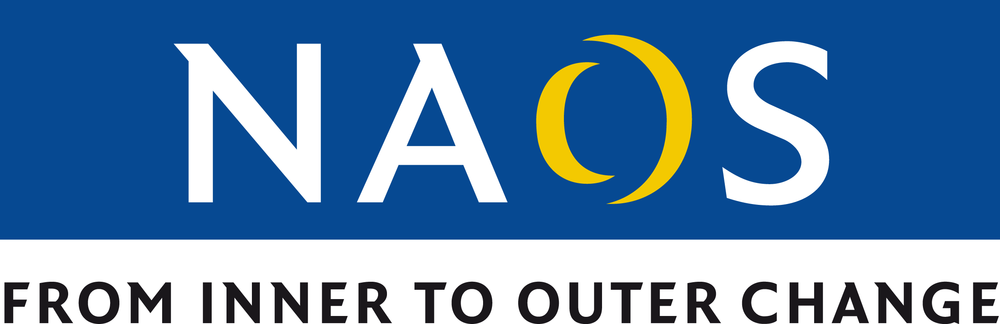 NAOS
FROM INNER TO OUTER CHANGE